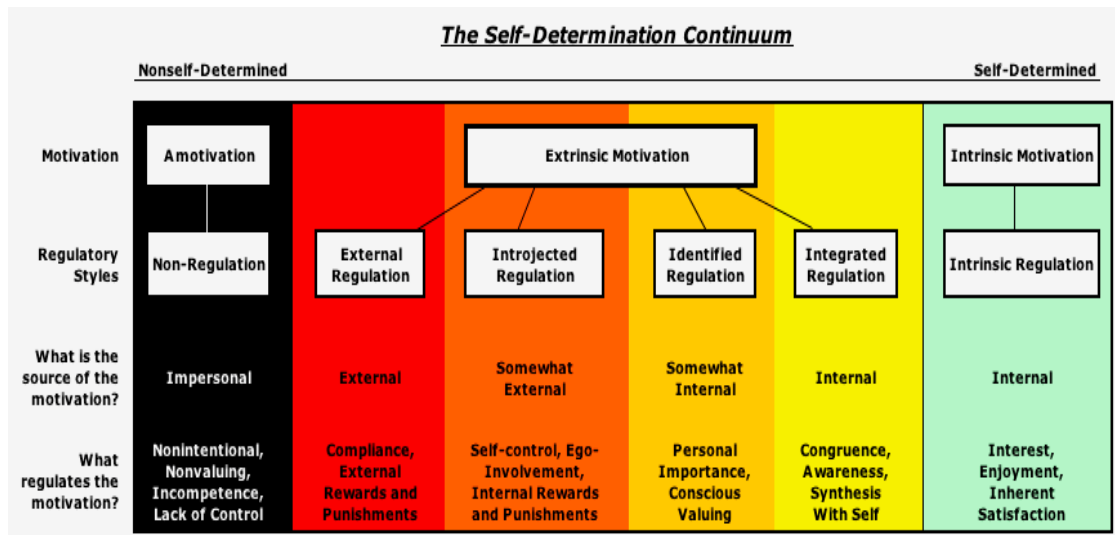 The Self-Determination Continuum
Nonself-Determined
Self-Determined
Motivation
Amotivation
Extrinsic Motivation
Intrinsic Motivation
Regulatory
Styles
Non-Regulation
External
Regulation
Introjected
Regulation
Identified
Regulation
Integrated
Regulation
Intrinsic Regulation
What is the
source of the
motivation?
Impersonal
External
Somewhat
External
Somewhat
Internal
Internal
Internal
What
regulates the
motivation?
Nonintentional,
Nonvaluing,
Incompetence,
Lack of Control
Compliance,
External
Rewards and
Punishments
Self-control, Ego-
Involvement,
Internal Rewards
and Punishments
Personal
Importance,
Conscious
Valuing
Congruence,
Awareness,
Synthesis
With Self
Interest,
Enjoyment,
Inherent
Satisfaction